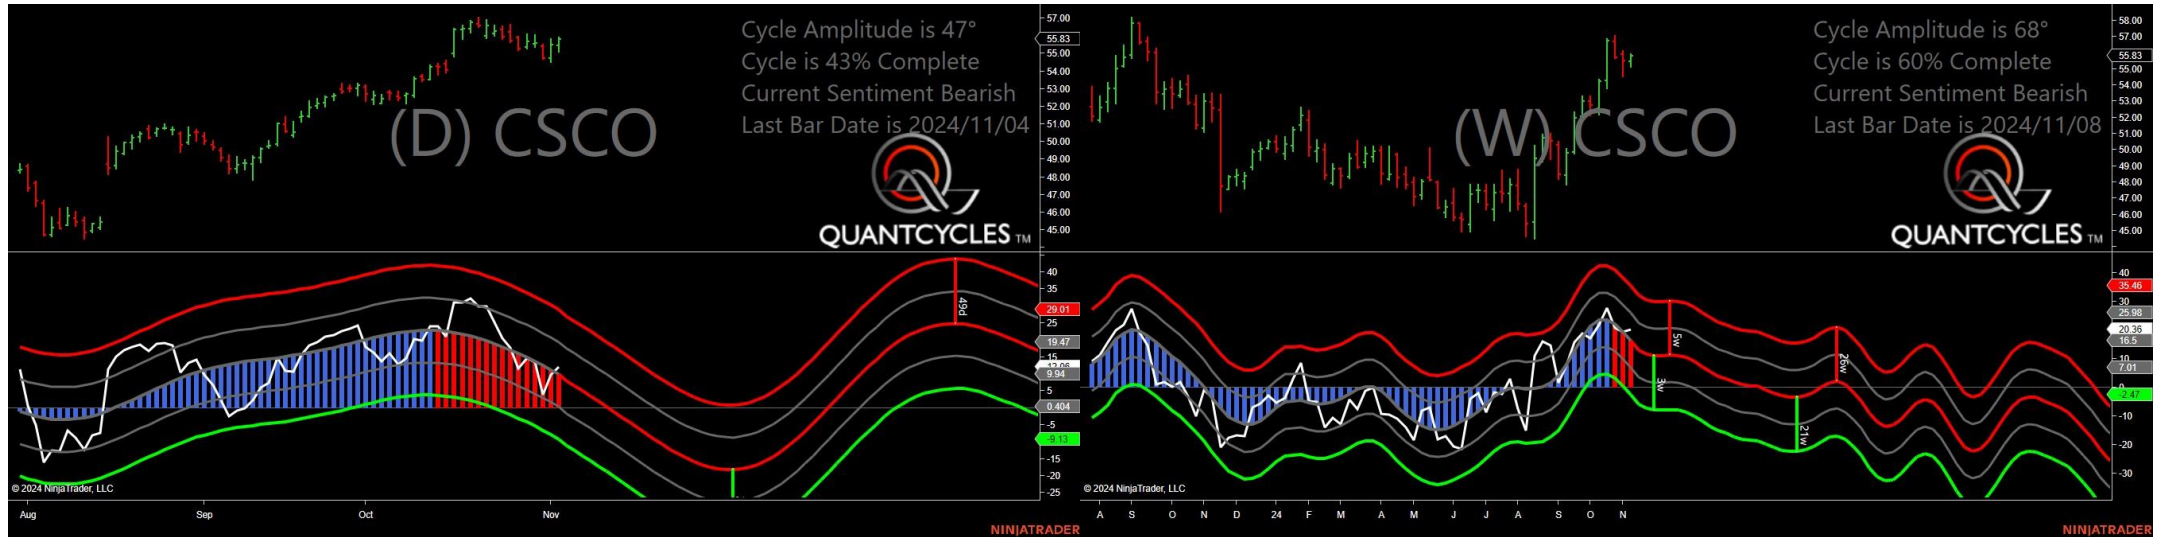 Cycle Amplitude is 47°
Cycle is 43% Complete
Current Sentiment Bearish
Last Bar Date is 2024/11/04
(D) CSCO
QUANTCYCLES TM
57.00
55.83
55.00
54.00
53.00
52.00
51.00
50.00
49.00
48.00
47.00
46.00
45.00
49d
40
35
29.01
25
19.47
15
9.94
5
0.404
-5
-9.13
-15
-20
-25
© 2024 NinjaTrader, LLC
Aug Sep Oct Nov
NINJATRADER
Cycle Amplitude is 68°
Cycle is 60% Complete
Current Sentiment Bearish
Last Bar Date is 2024/11/08
(W) CSCO
QUANTCYCLES TM
58.00
57.00
55.83
55.00
54.00
53.00
52.00
51.00
50.00
49.00
48.00
47.00
46.00
45.00
5w
3w
26w
21w
40
35.46
30
25.98
20.36
16.5
10
7.01
0
-2.47
-10
-20
-30
© 2024 NinjaTrader, LLC
A S O N D 24 F M A M J J A S O N
NINJATRADER